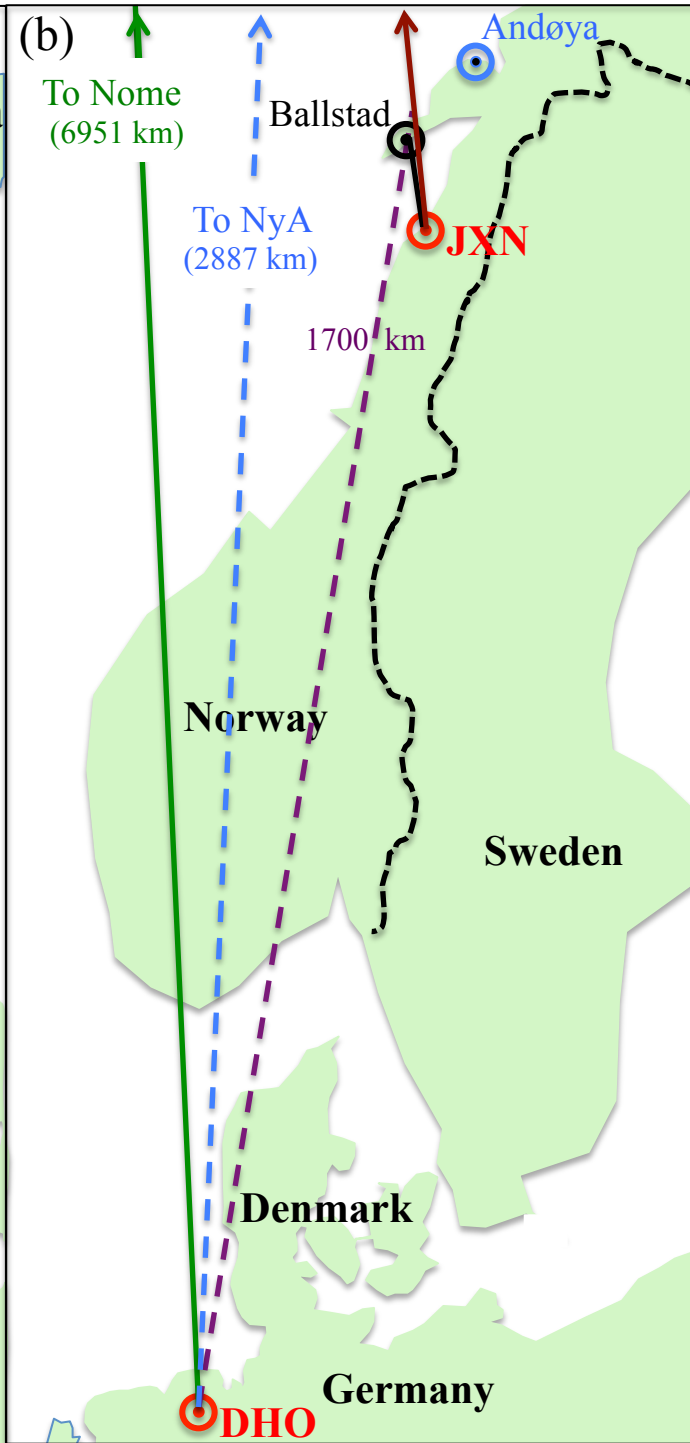 (b)
Andøya
To Nome
(6951 km)
Ballstad
To NyA
(2887 km)
JXN
1700 km
Norway
Sweden
Denmark
Germany
DHO